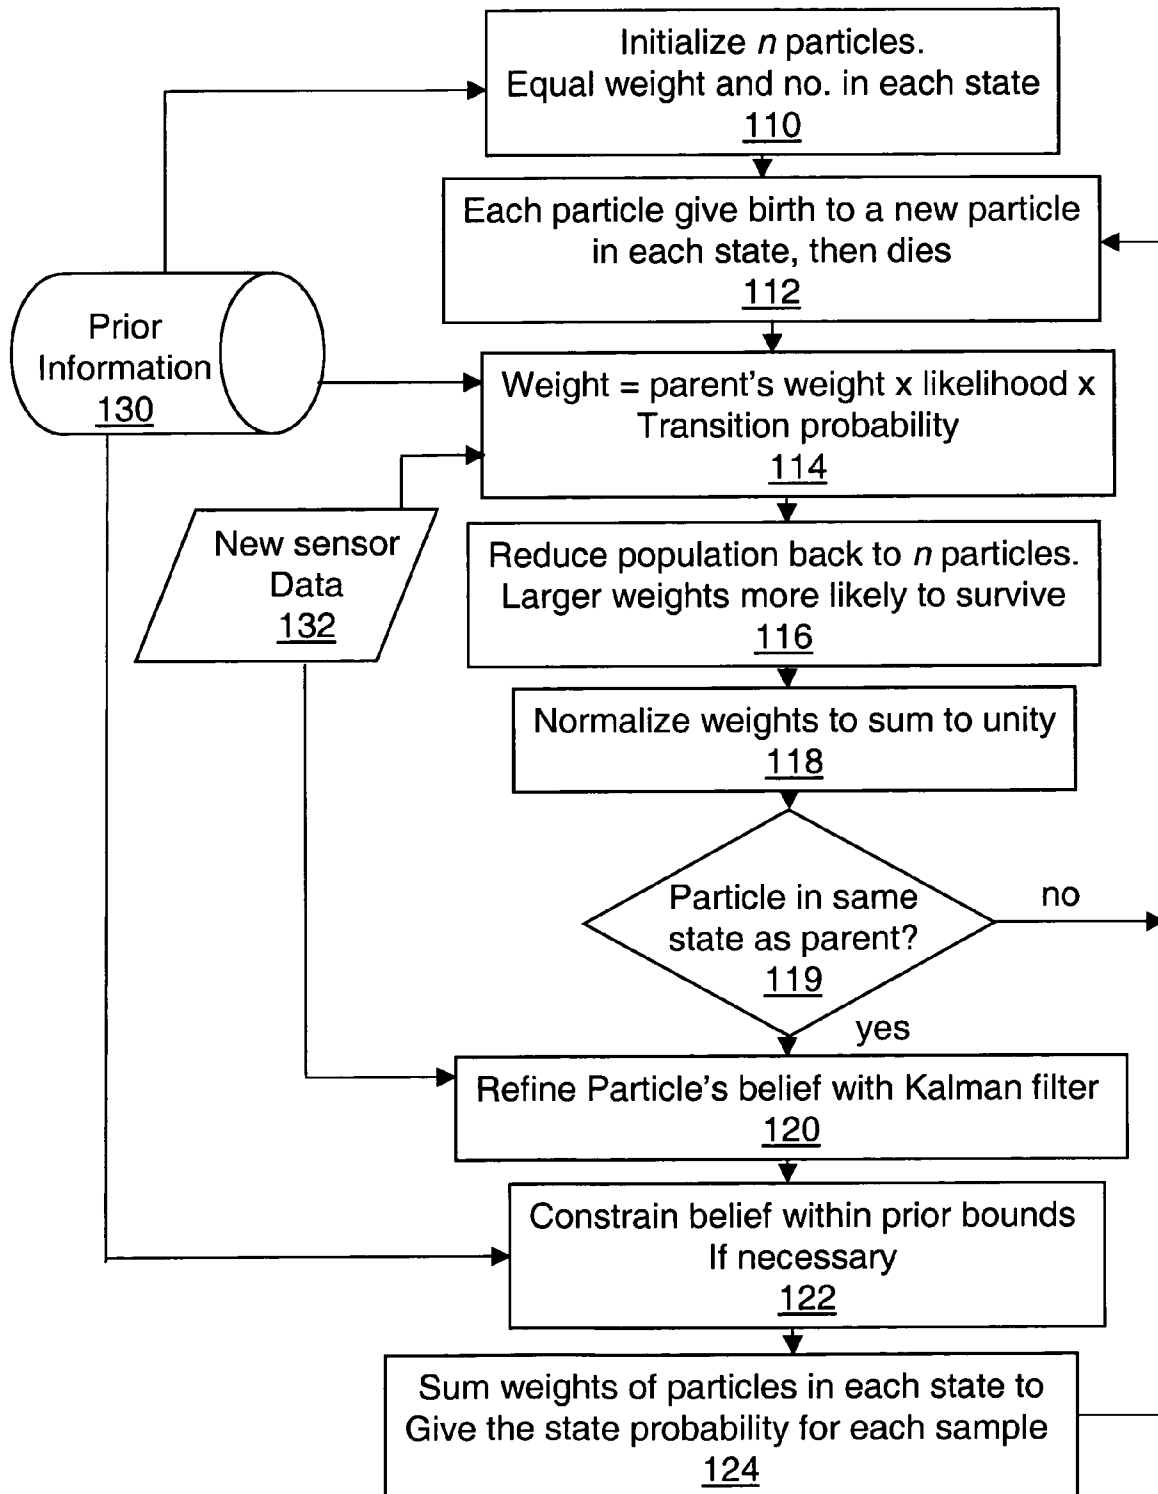 Initialize n particles.
Equal weight and no. in each state
110
Each particle give birth to a new particle
in each state, then dies
112
Prior
Information
130
Weight = parent's weight x likelihood x
Transition probability
114
New sensor
Data
132
Reduce population back to n particles.
Larger weights more likely to survive
116
Normalize weights to sum to unity
118
Particle in same
state as parent?
119
no
yes
Refine Particle's belief with Kalman filter
120
Constrain belief within prior bounds
If necessary
122
Sum weights of particles in each state to
Give the state probability for each sample
124